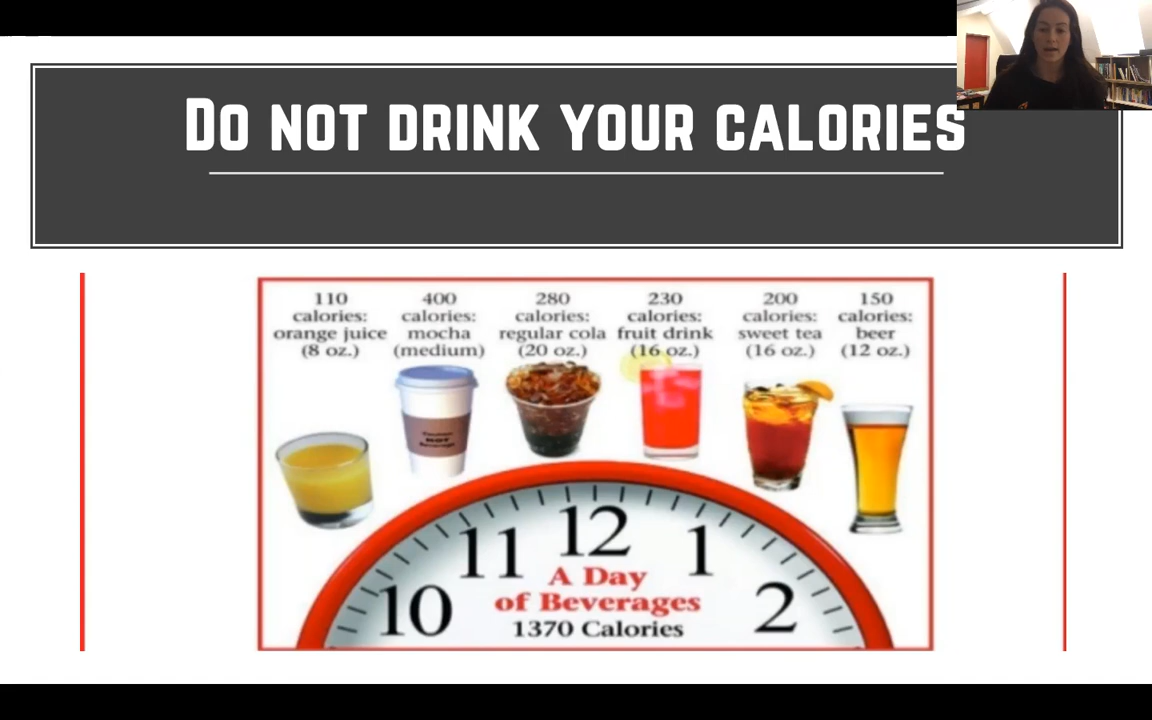 DO NOT DRINK YOUR CALORIES
110
calories:
orange juice
(8 oz.)
400
calories:
mocha
(medium)
280
calories:
regular cola
(20 oz.)
230
calories:
fruit drink
(16 oz.)
200
calories:
sweet tea
(16 oz.)
150
calories:
beer
(12 oz.)
HOT
10
11
12
1
2
A Day
of Beverages
1370 Calories